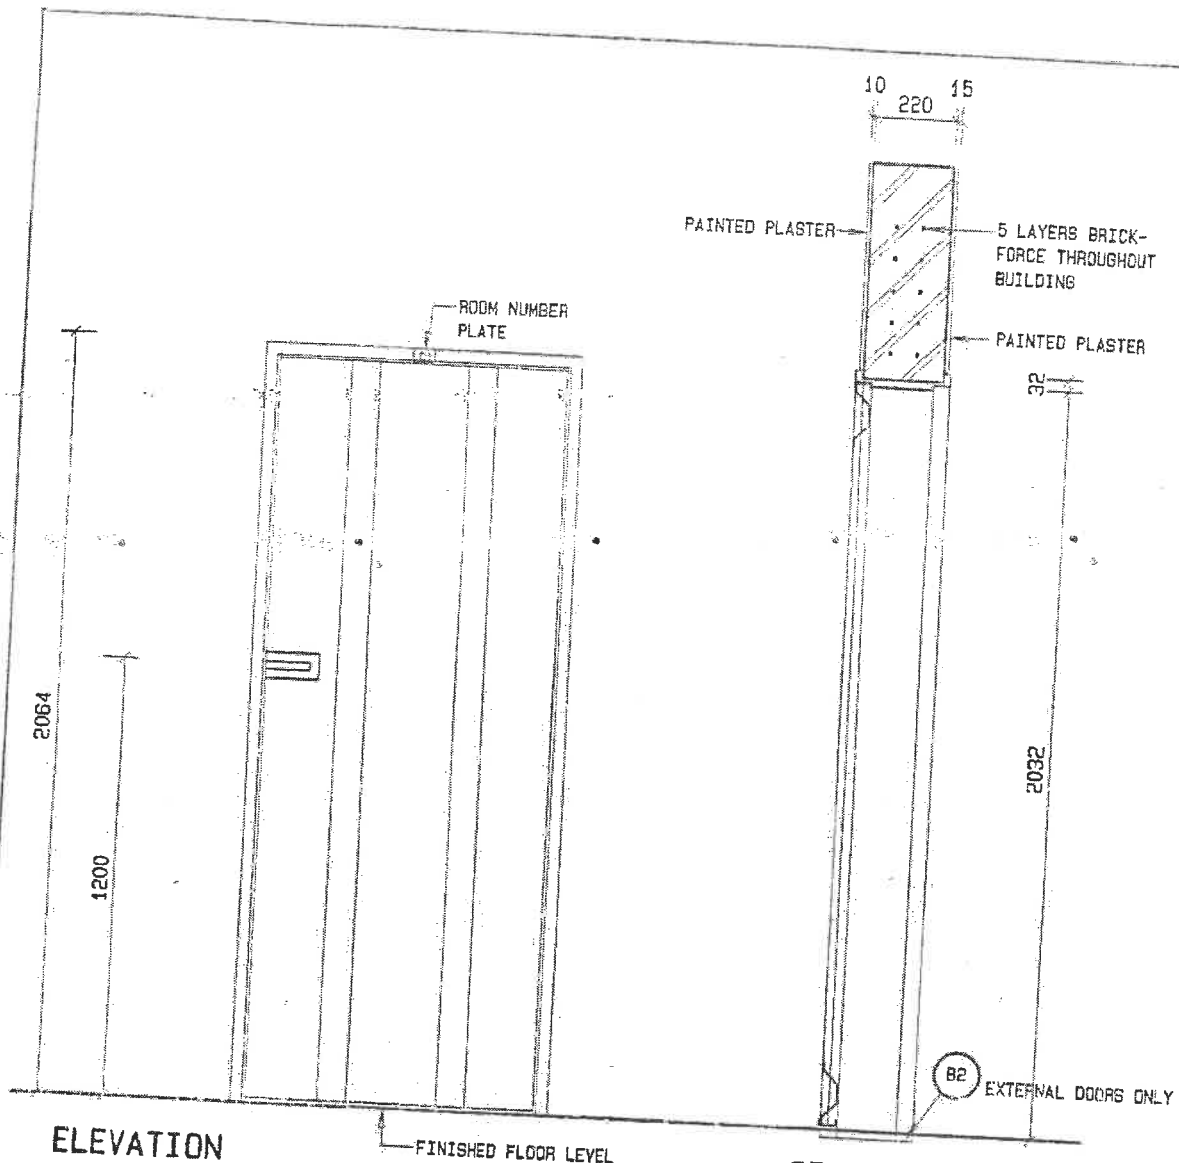 10
15
220
PAINTED PLASTER
5 LAYERS BRICK-
FORCE THROUGHOUT
BUILDING
ROOM NUMBER
PLATE
PAINTED PLASTER
32
2064
1200
2032
B2
EXTERNAL DOORS ONLY
ELEVATION
FINISHED FLOOR LEVEL